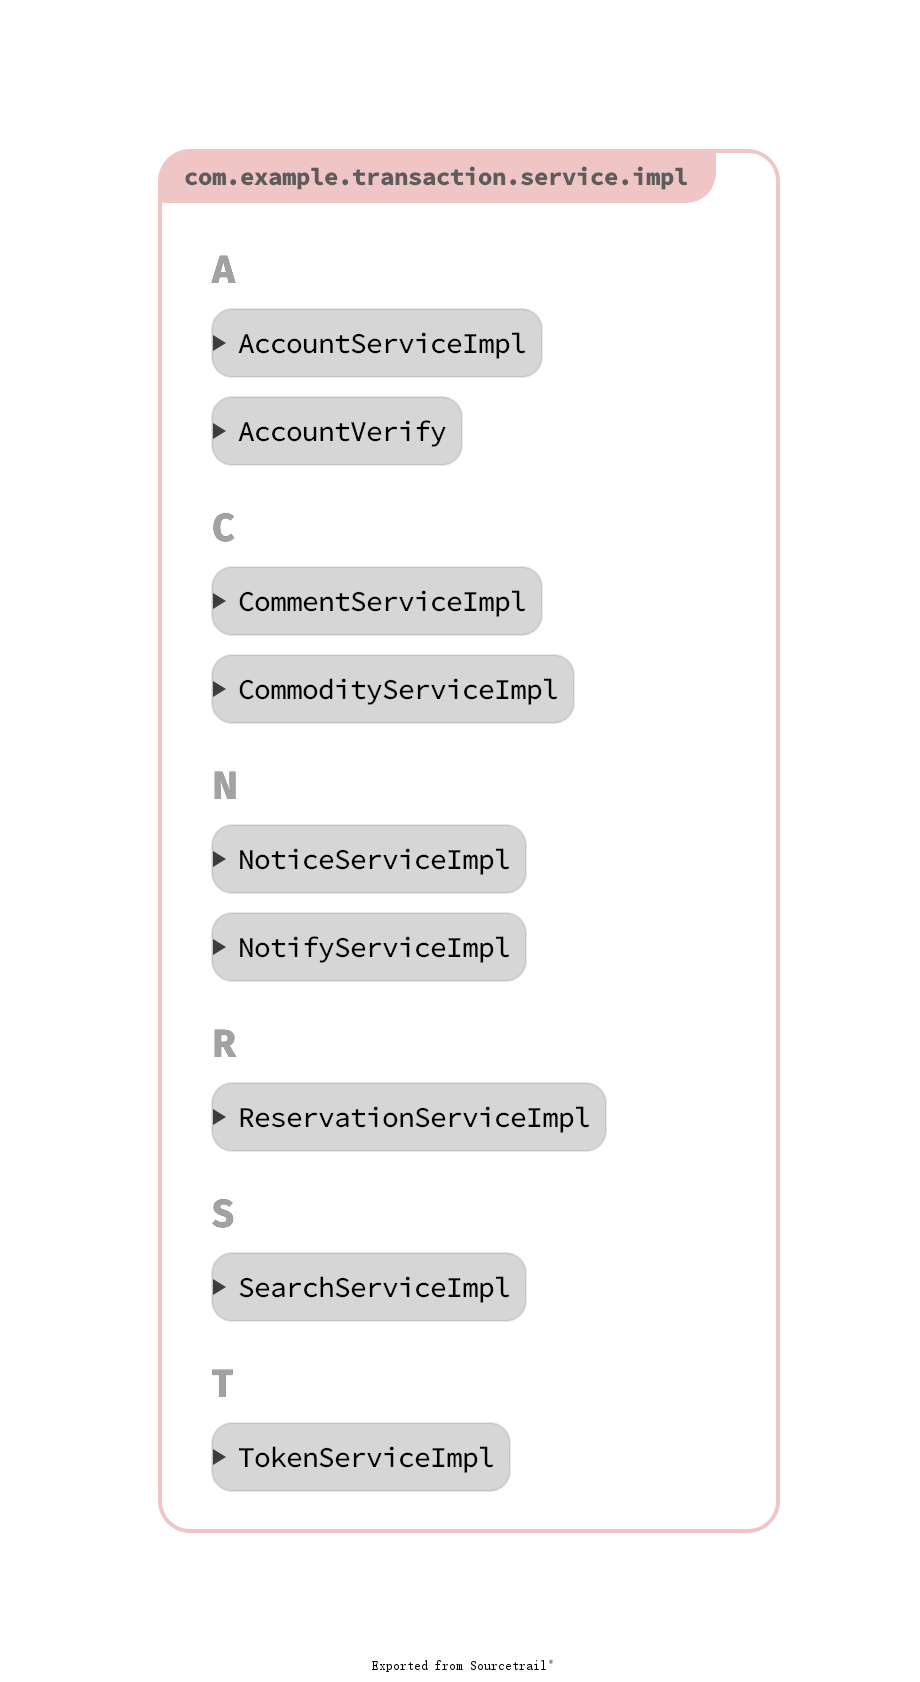 com.example.transaction.service.impl
A
AccountServiceImpl
AccountVerify
C
CommentServiceImpl
CommodityServiceImpl
N
NoticeServiceImpl
NotifyServiceImpl
R
ReservationServiceImpl
S
SearchServiceImpl
T
TokenServiceImpl
Exported from Sourcetrail®